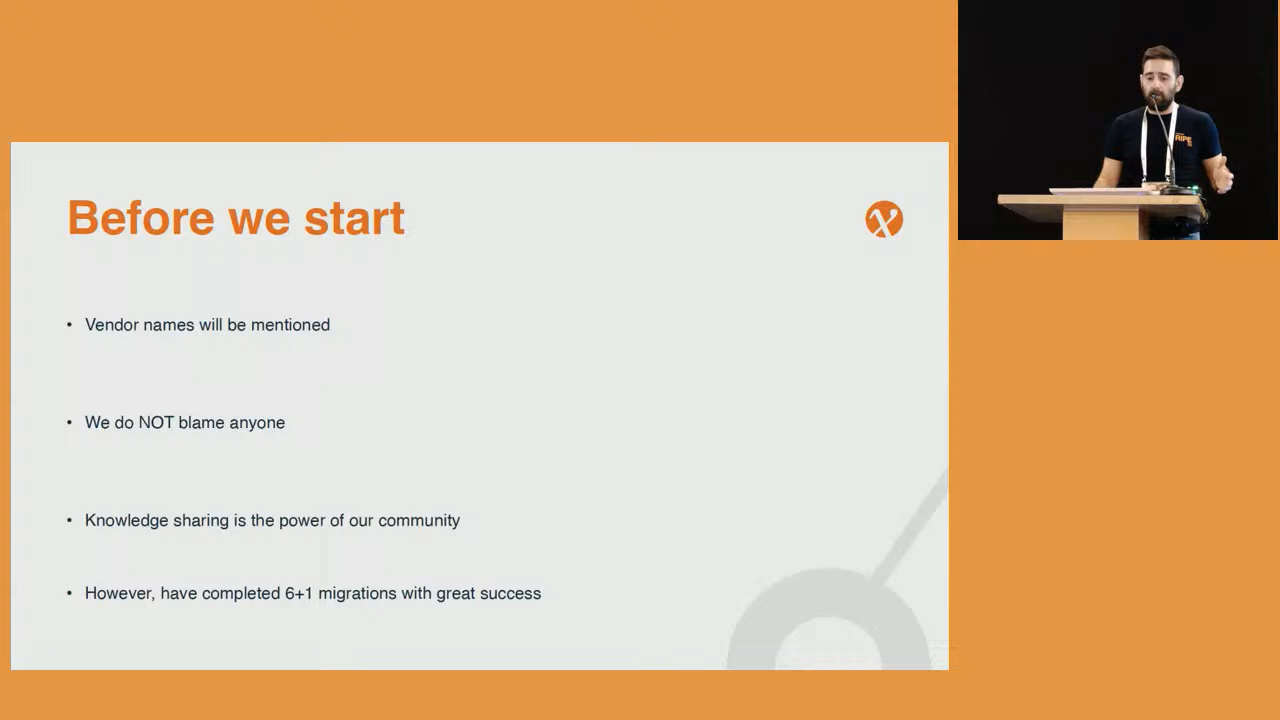 Before we start
• Vendor names will be mentioned
• We do NOT blame anyone
• Knowledge sharing is the power of our community
• However, have completed 6+1 migrations with great success
RIPE